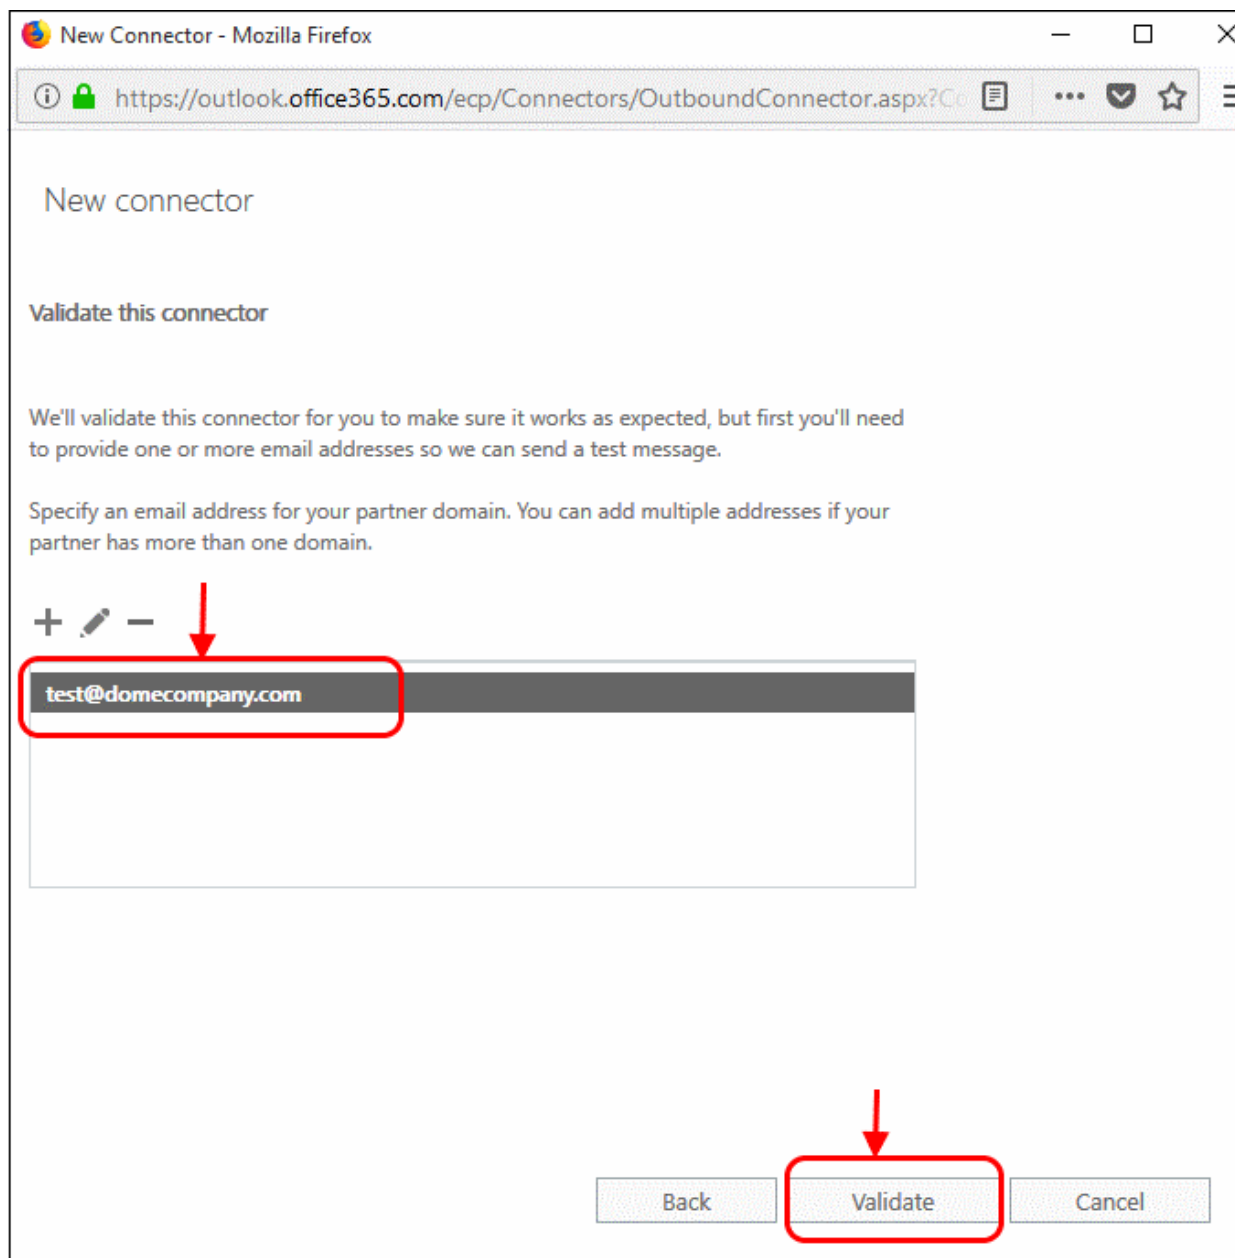 New Connector - Mozilla Firefox
https://outlook.office365.com/ecp/Connectors/OutboundConnector.aspx?Co
New connector
Validate this connector
We'll validate this connector for you to make sure it works as expected, but first you'll need
to provide one or more email addresses so we can send a test message.
Specify an email address for your partner domain. You can add multiple addresses if your
partner has more than one domain.
test@domecompany.com
Back Validate Cancel